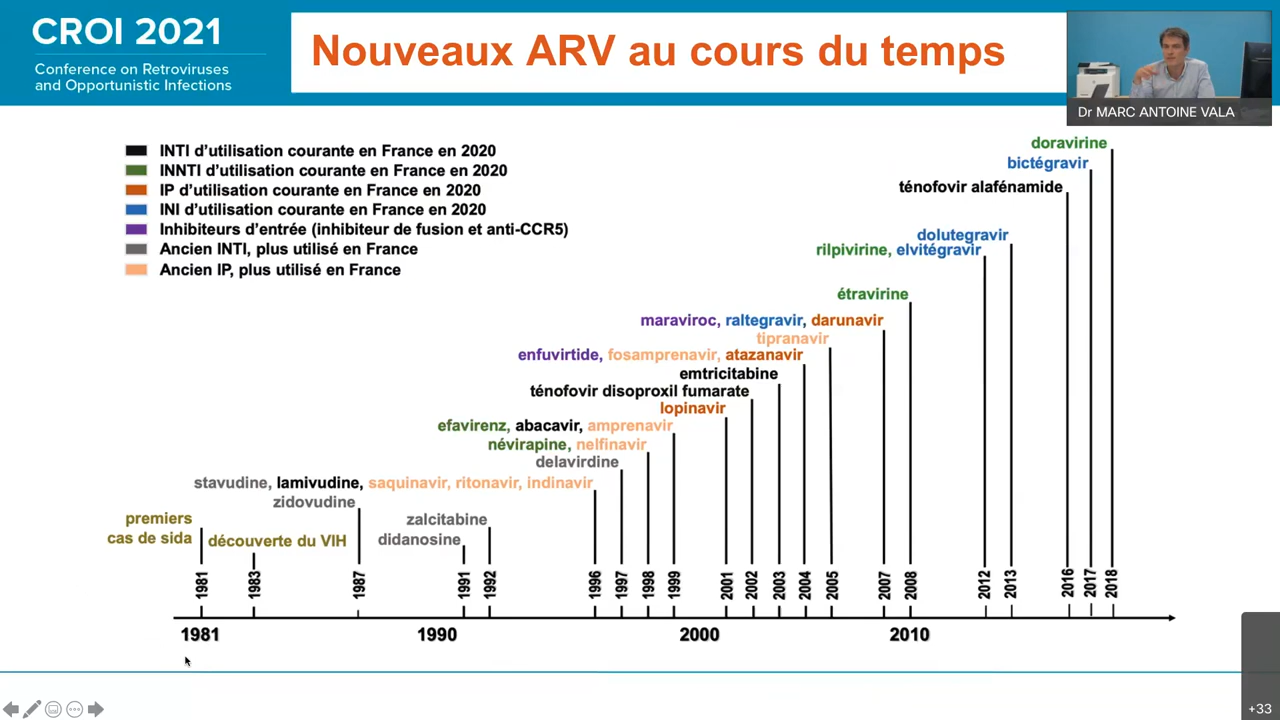 CROI 2021
Conference on Retroviruses
and Opportunistic Infections
Nouveaux ARV au cours du temps
Dr MARC ANTOINE VALA
INTI d’utilisation courante en France en 2020
INNTI d’utilisation courante en France en 2020
IP d’utilisation courante en France en 2020
INI d’utilisation courante en France en 2020
Inhibiteurs d’entrée (inhibiteur de fusion et anti-CCR5)
Ancien INTI, plus utilisé en France
Ancien IP, plus utilisé en France
doravirine
bictégravir
ténofovir alafénamide
dolutegravir
rilpivirine, elvitégravir
étravirine
maraviroc, raltegravir, darunavir
tipranavir
enfuvirtide, fosamprenavir, atazanavir
emtricitabine
ténofovir disoproxil fumarate
lopinavir
efavirenz, abacavir, amprenavir
névirapine, nelfinavir
delavirdine
stavudine, lamivudine, saquinavir, ritonavir, indinavir
zidovudine
zalcitabine
didanosine
premiers
cas de sida
découverte du VIH
1981 1983 1987 1991 1992 1996 1997 1998 1999 2001 2002 2003 2004 2005 2007 2008 2012 2013 2016 2017 2018
1981 1990 2000 2010
+33